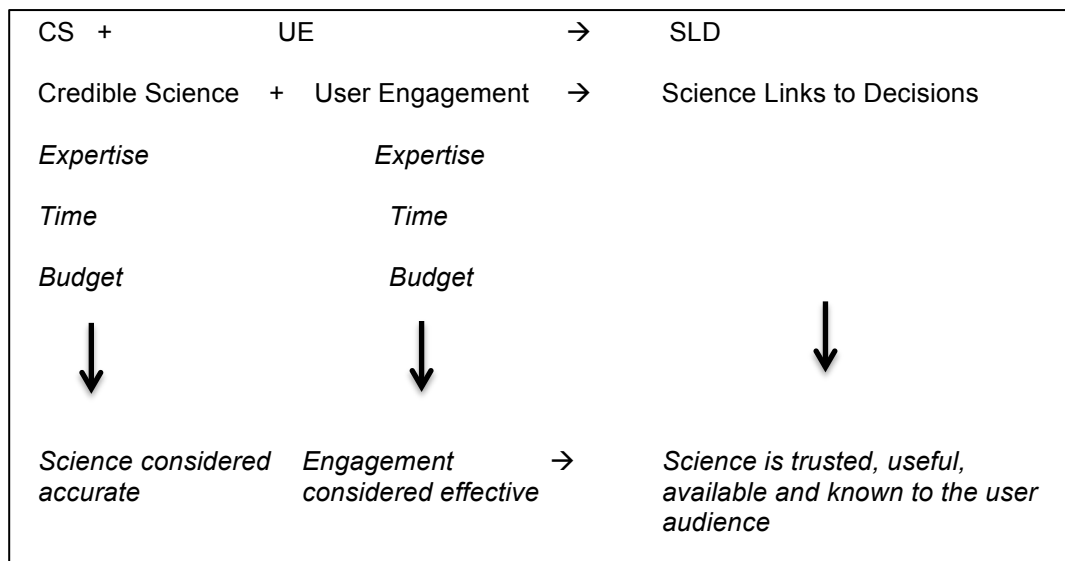 CS + UE → SLD
Credible Science + User Engagement → Science Links to Decisions
Expertise Expertise
Time Time
Budget Budget
Science considered Engagement → Science is trusted, useful,
accurate considered effective available and known to the user
audience